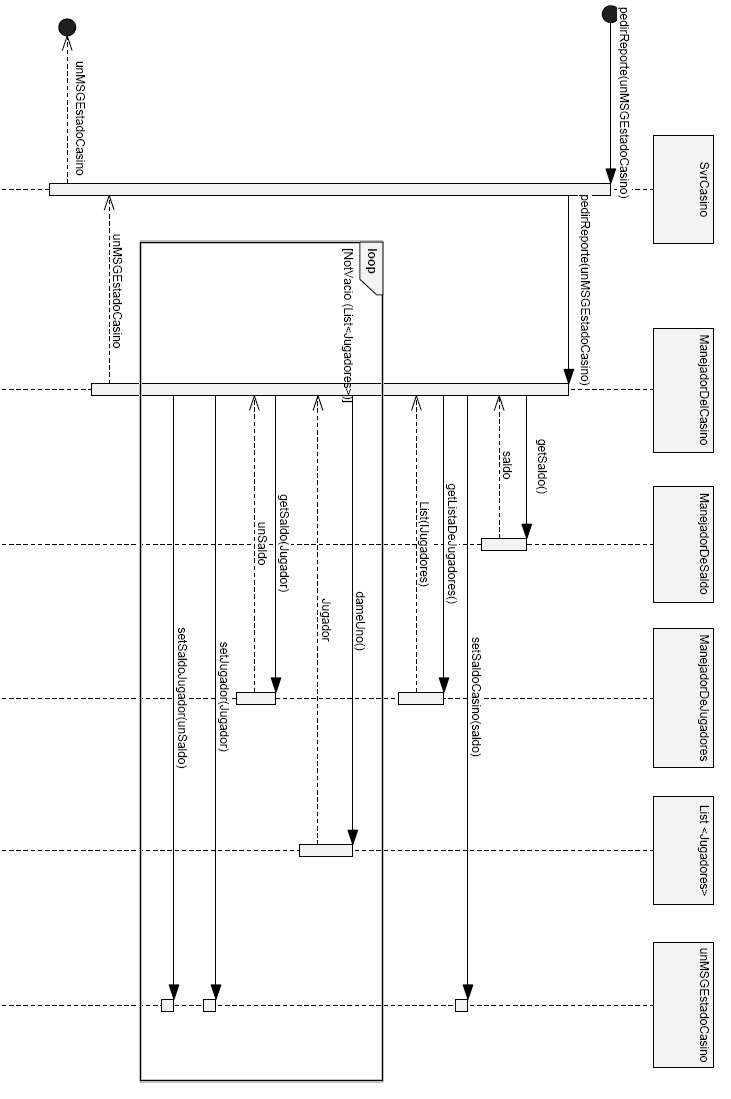 SvrCasino
ManejadorDelCasino
ManejadorDeSaldo
ManejadorDeJugadores
List <Jugadores>
unMSGEstadoCasino
pedirReporte(unMSGEstadoCasino)
pedirReporte(unMSGEstadoCasino)
getSaldo()
saldo
setSaldoCasino(saldo)
getListaDeJugadores()
List(lJugadores)
loop
[NotVacio (List<Jugadores>)]
dameUno()
Jugador
getSaldo(Jugador)
unSaldo
setJugador(Jugador)
setSaldoJugador(unSaldo)
unMSGEstadoCasino
unMSGEstadoCasino